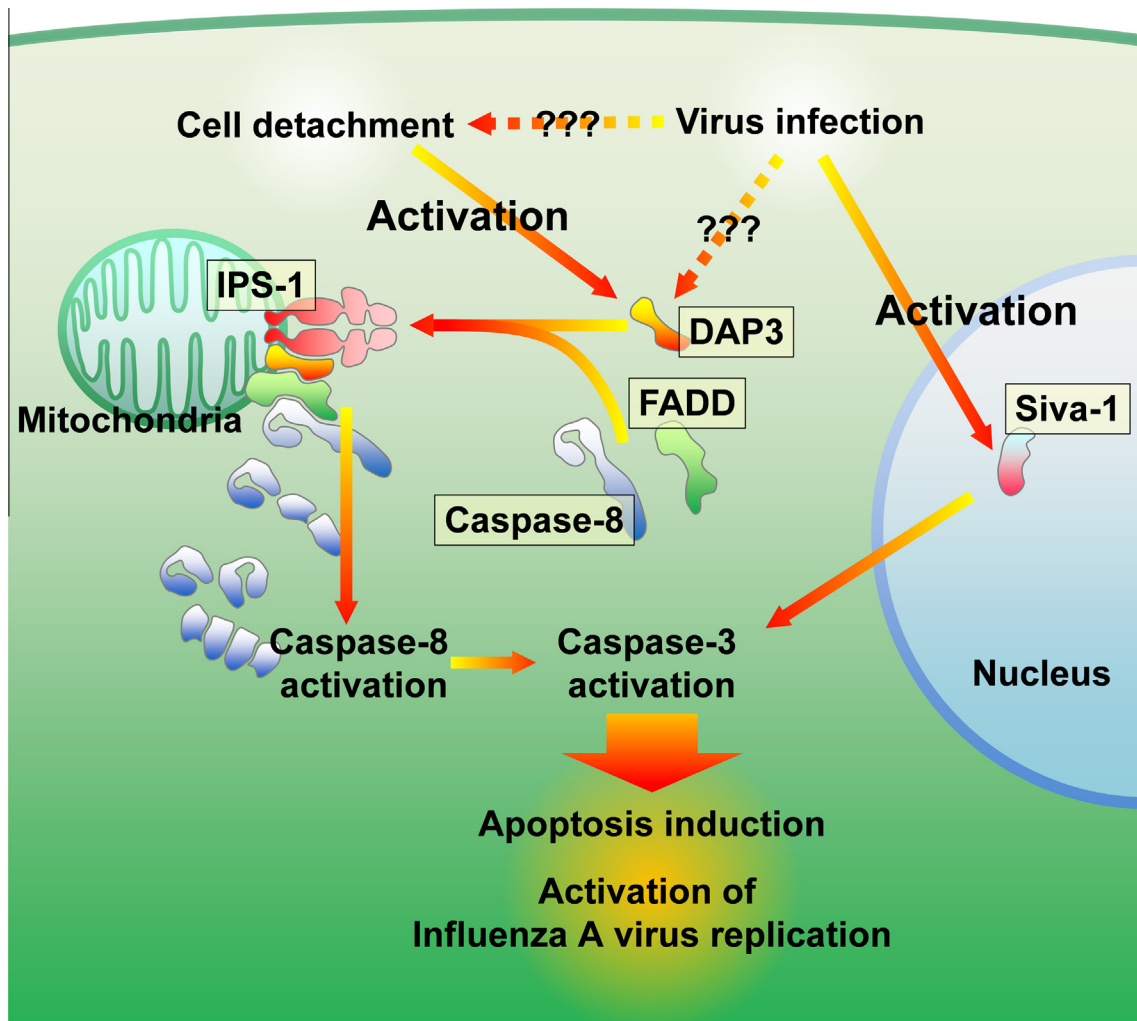 Cell detachment
???
Virus infection
Activation
???
IPS-1
Activation
DAP3
Mitochondria
FADD
Siva-1
Caspase-8
Caspase-8
activation
Caspase-3
activation
Nucleus
Apoptosis induction
Activation of
Influenza A virus replication